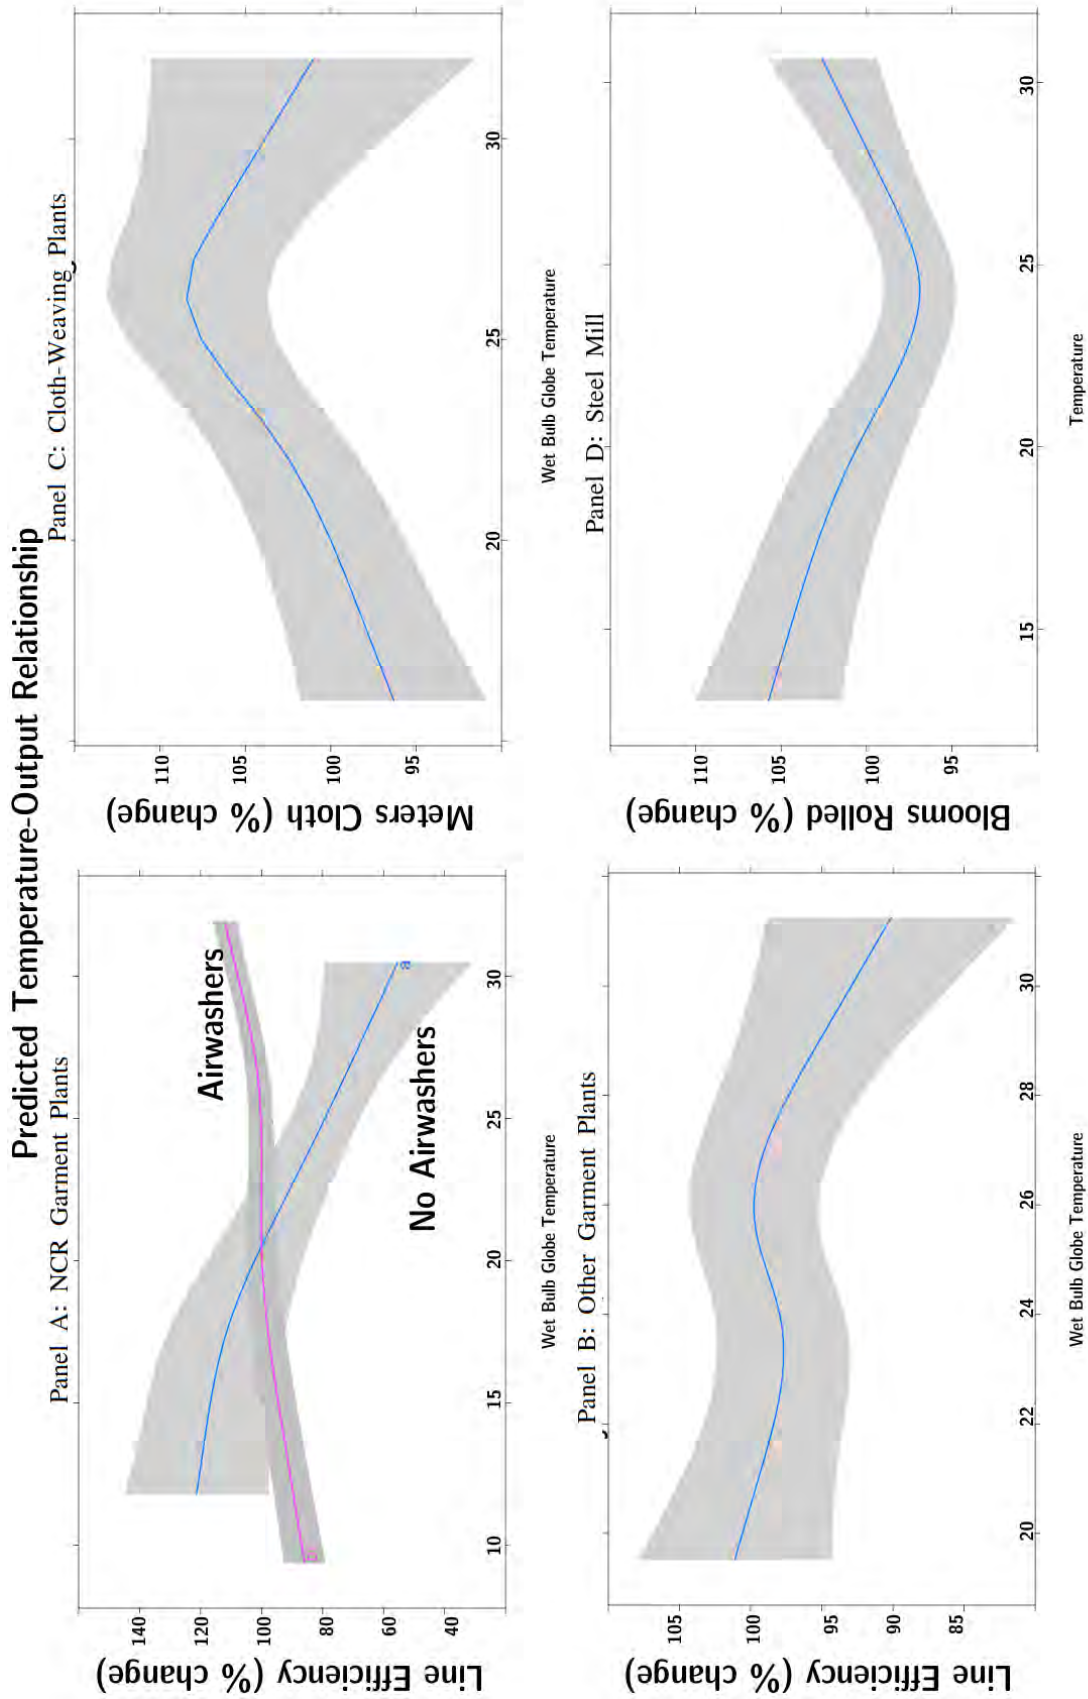 Predicted Temperature-Output Relationship
Panel A: NCR Garment Plants
Line Efficiency (% change)
140
120
100
80
60
40
Airwashers
No Airwashers
a
10
15
20
25
30
Wet Bulb Globe Temperature
Panel C: Cloth-Weaving Plants
Meters Cloth (% change)
110
105
100
95
20
25
30
Wet Bulb Globe Temperature
Panel B: Other Garment Plants
Line Efficiency (% change)
105
100
95
90
85
20
22
24
26
28
30
Wet Bulb Globe Temperature
Panel D: Steel Mill
Blooms Rolled (% change)
110
105
100
95
15
20
25
30
Temperature